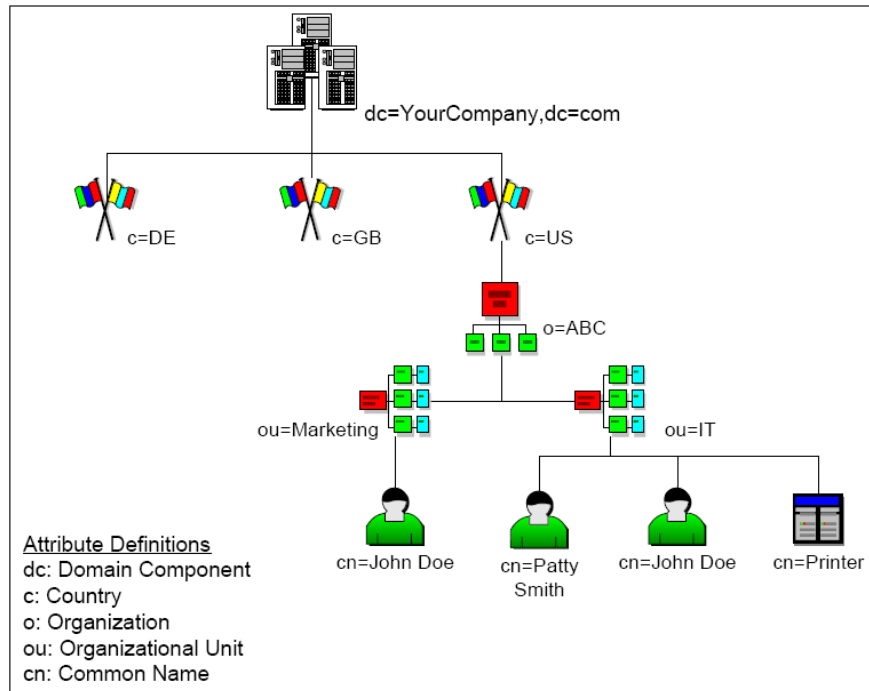 dc=YourCompany,dc=com
c=DE
c=GB
c=US
o=ABC
ou=Marketing
ou=IT
cn=John Doe
cn=Patty
Smith
cn=John Doe
cn=Printer
Attribute Definitions
dc: Domain Component
c: Country
o: Organization
ou: Organizational Unit
cn: Common Name